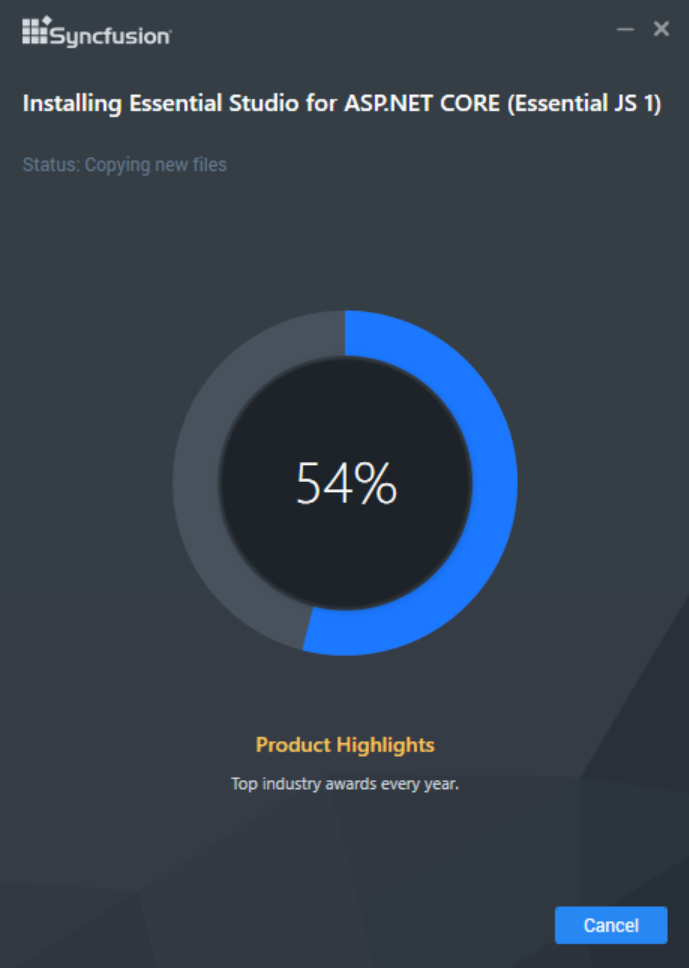 Syncfusion
Installing Essential Studio for ASP.NET CORE (Essential JS 1)
Status: Copying new files
54%
Product Highlights
Top industry awards every year.
Cancel